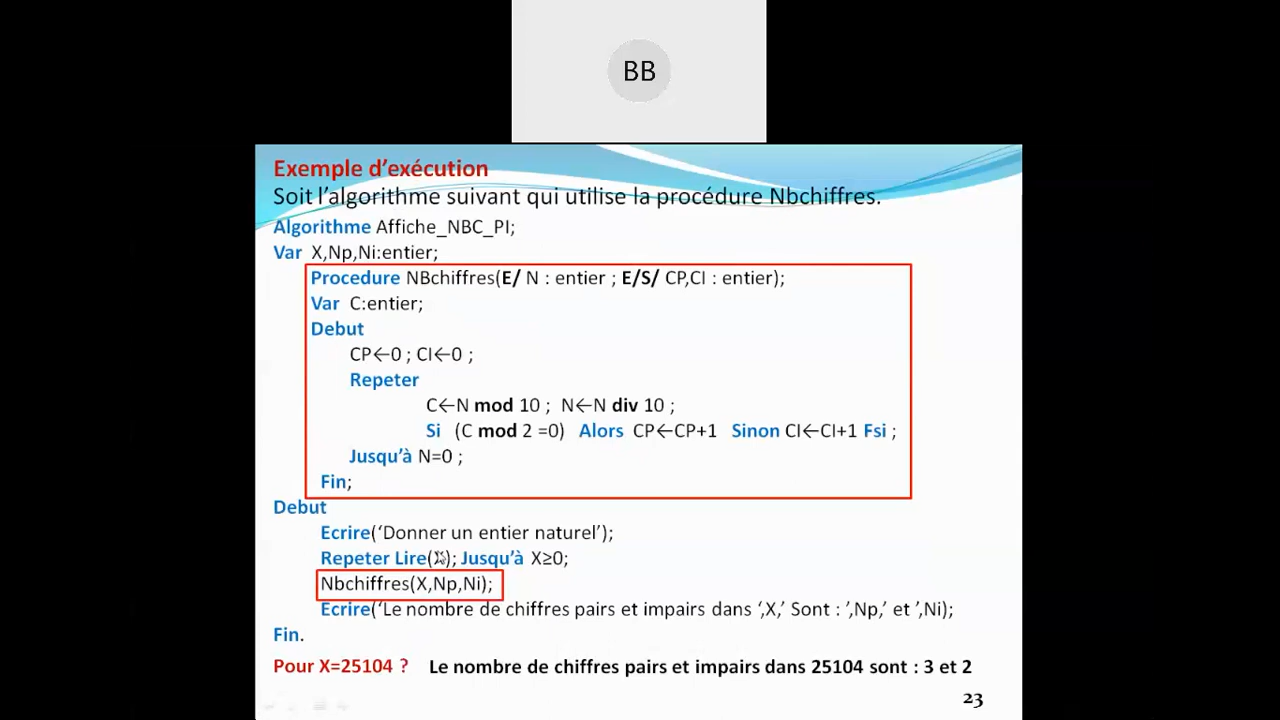 BB
Exemple d'exécution
Soit l'algorithme suivant qui utilise la procédure Nbchiffres.
Algorithme Affiche_NBC_PI;
Var X,Np,Ni:entier;
Procedure NBchiffres(E/ N : entier ; E/S/ CP,CI : entier);
Var C:entier;
Debut
CP←0 ; CI←0 ;
Repeter
C←N mod 10 ; N←N div 10 ;
Si (C mod 2 =0) Alors CP←CP+1 Sinon CI←CI+1 Fsi ;
Jusqu'à N=0 ;
Fin;
Debut
Ecrire('Donner un entier naturel');
Repeter Lire(X); Jusqu'à X≥0;
Nbchiffres(X,Np,Ni);
Ecrire('Le nombre de chiffres pairs et impairs dans ',X,' Sont : ',Np,' et ',Ni);
Fin.
Pour X=25104 ? Le nombre de chiffres pairs et impairs dans 25104 sont : 3 et 2
23